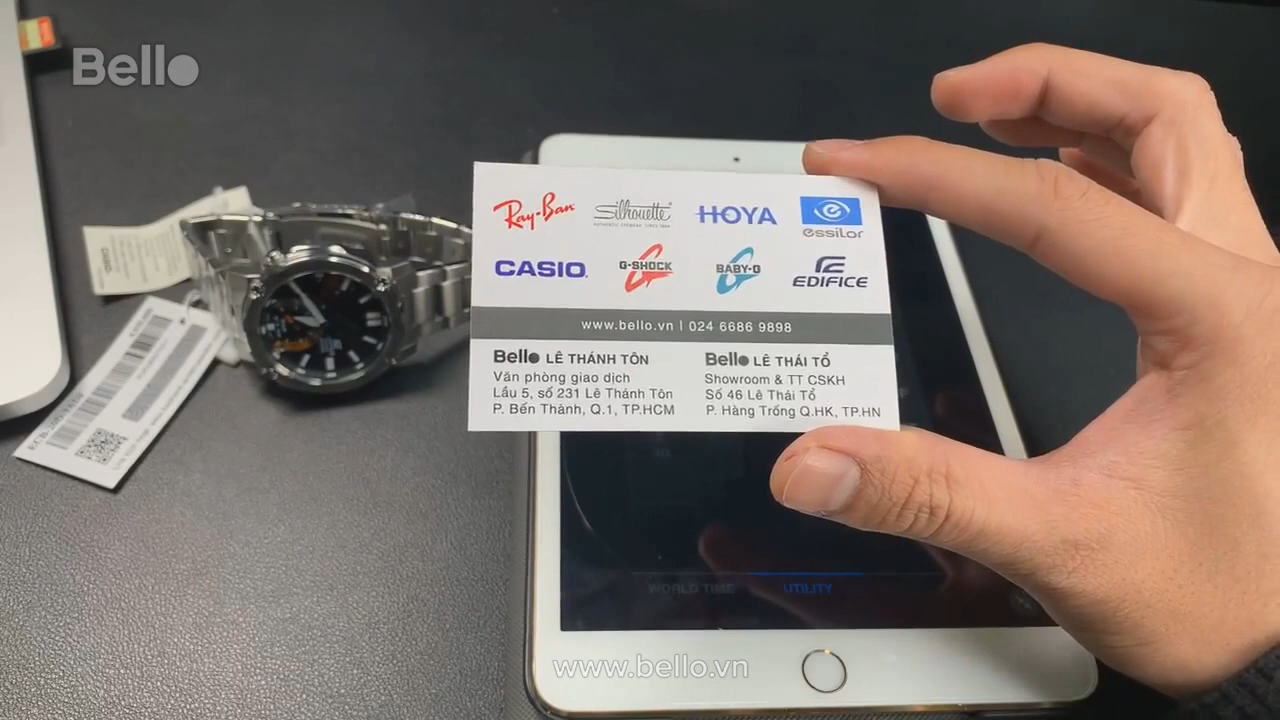 Bello
Ray-Ban
Silhouette
HOYA
essilor
CASIO
G-SHOCK
BABY-G
EDIFICE
www.bello.vn | 024 6686 9898
Bello LÊ THÁNH TÔN
Văn phòng giao dịch
Lầu 5, số 231 Lê Thánh Tôn
P. Bến Thành, Q.1, TP.HCM
Bello LÊ THÁI TỔ
Showroom & TT CSKH
Số 46 Lê Thái Tổ
P. Hàng Trống Q.HK, TP.HN
WORLD TIME
UTILITY
www.bello.vn